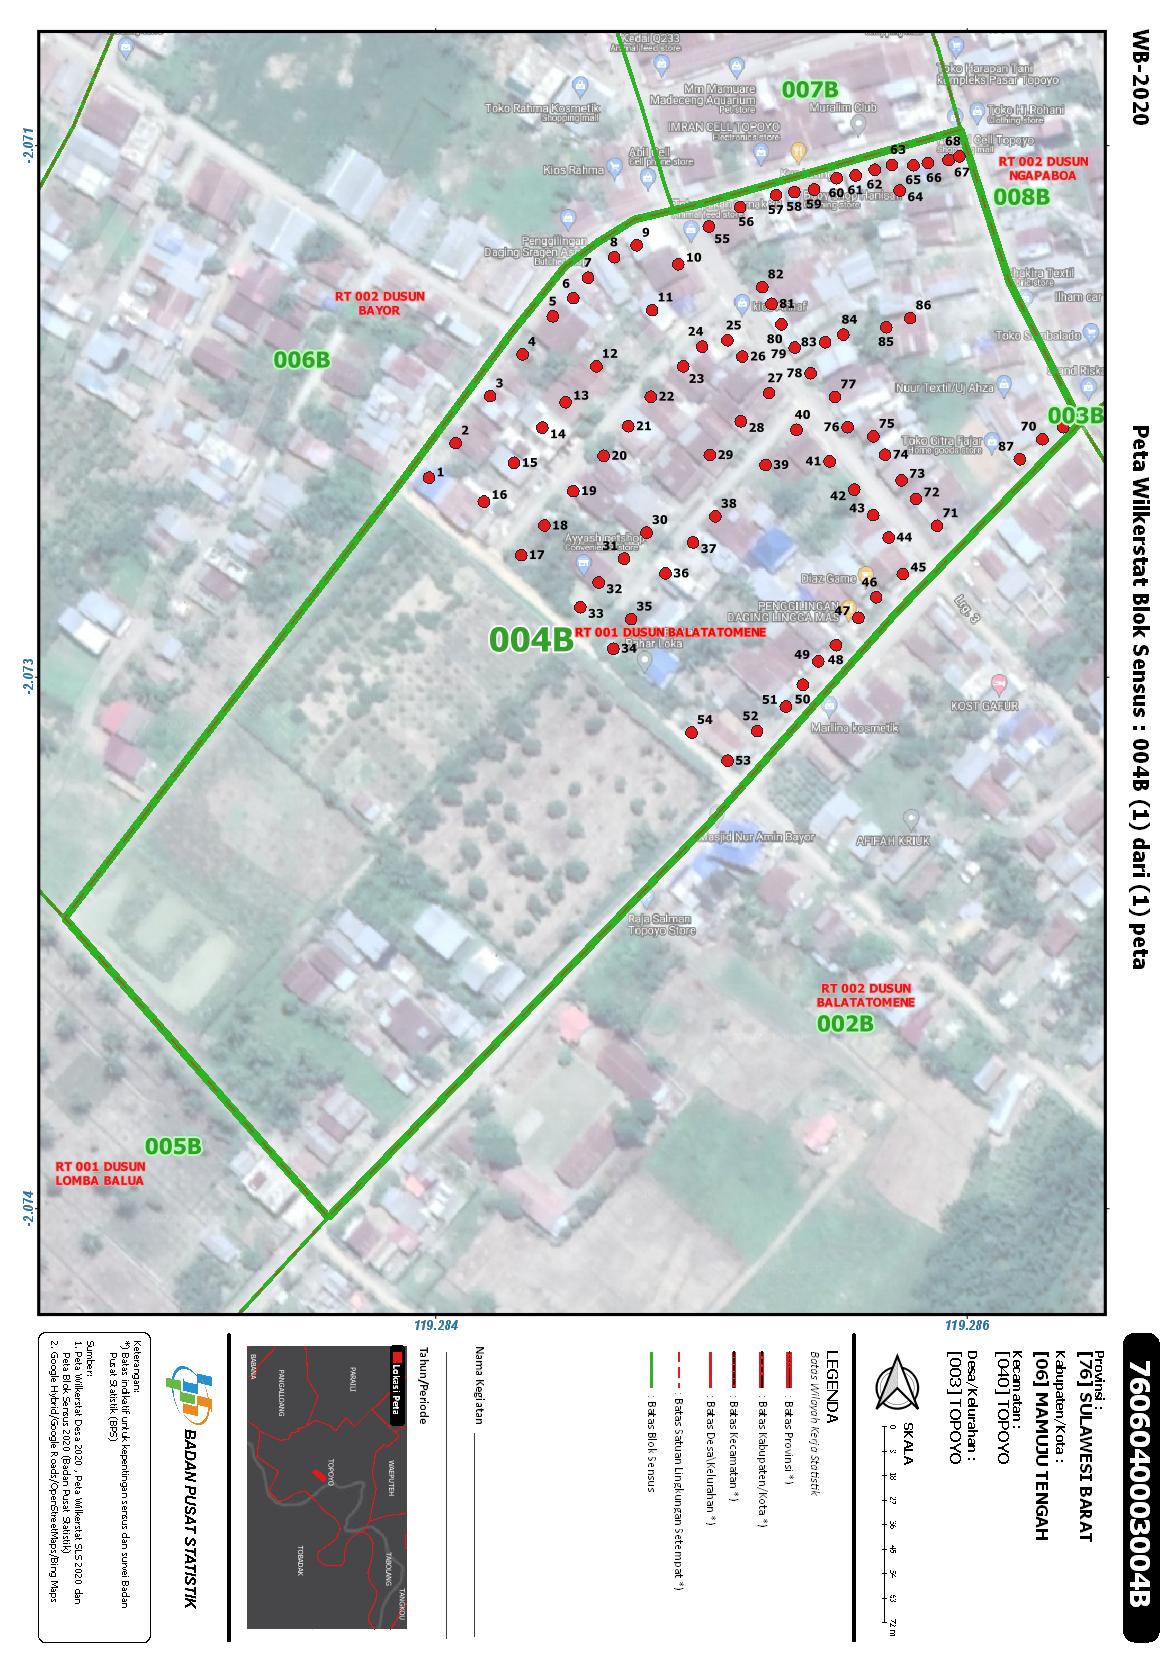 WB-2020
Peta Wilkerstat Blok Sensus : 004B (1) dari (1) peta
-2.071
-2.073
-2.074
119.284
119.286
Kedai Q233
Animal feed store
Toko Rahma Kosmetik
Shopping mall
Mm Mamuare
Madeceng Aquarium
Pet store
007B
Muralim Club
IMRAN CELL TOPOYO
Toko Harapan Tani
Kompleks Pasar Topoyo
Toko Hj.Rohani
Clothing store
Cell Topoyo
Kios Rahma
Cell phone store
RT 002 DUSUN
NGAPABOA
008B
Penggilingan
Daging Sragen
RT 002 DUSUN
BAYOR
006B
Textil
Ilham
Toko
Nuur Textil/Uj Ahza
003B
Toko Citra Fajar
Home goods store
Ayyash petshop
Convenience store
Diaz Game
PENGGILINGAN
DAGING LINGGA MAS
Lrg. 3
004B
RT 001 DUSUN BALATATOMENE
Loka
KOST GAFUR
Marlina kosmetik
Masjid Nur Amin Bayor
AFIFAH KRIUK
Raja Salman
Topoyo Store
RT 002 DUSUN
BALATATOMENE
002B
005B
RT 001 DUSUN
LOMBA BALUA
1
2
3
4
5
6
7
8
9
10
11
12
13
14
15
16
17
18
19
20
21
22
23
24
25
26
27
28
29
30
31
32
33
34
35
36
37
38
39
40
41
42
43
44
45
46
47
48
49
50
51
52
53
54
55
56
57
58
59
60
61
62
63
64
65
66
67
68
70
71
72
73
74
75
76
77
78
79
80
81
82
83
84
85
86
87
7606040003004B
Provinsi :
[76] SULAWESI BARAT
Kabupaten/Kota :
[06] MAMUJU TENGAH
Kecamatan :
[040] TOPOYO
Desa/Kelurahan :
[003] TOPOYO
SKALA
0
9
18
27
36
45
54
63
72 m
LEGENDA
Batas Wilayah Kerja Statistik
: Batas Provinsi *)
: Batas Kabupaten/Kota *)
: Batas Kecamatan *)
: Batas Desa\Kelurahan *)
: Batas Satuan Lingkungan Setempat *)
: Batas Blok Sensus
Nama Kegiatan
Tahun/Periode
Lokasi Peta
PARAILI
WAEPUTEH
TABOLANG
TANGKOU
TOPOYO
TOBADAK
PANGALLOANG
BABANA
BADAN PUSAT STATISTIK
Keterangan:
*) Batas indikatif untuk kepentingan sensus dan survei Badan
Pusat Statistik (BPS)
Sumber:
1. Peta Wilkerstat Desa 2020 , Peta Wilkerstat SLS 2020 dan
Peta Blok Sensus 2020 (Badan Pusat Statistik)
2. Google Hybrid/Google Roads/OpenStreetMaps/Bing Maps